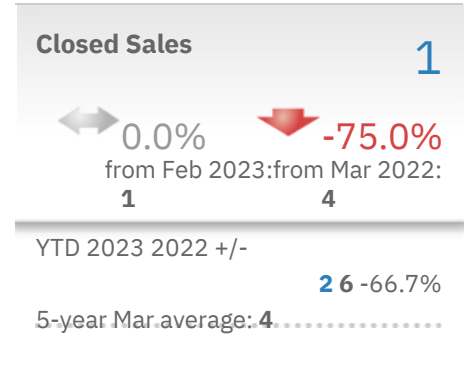 Closed Sales
1
0.0% -75.0%
from Feb 2023: from Mar 2022:
1 4
YTD 2023 2022 +/-
2 6 -66.7%
5-year Mar average: 4